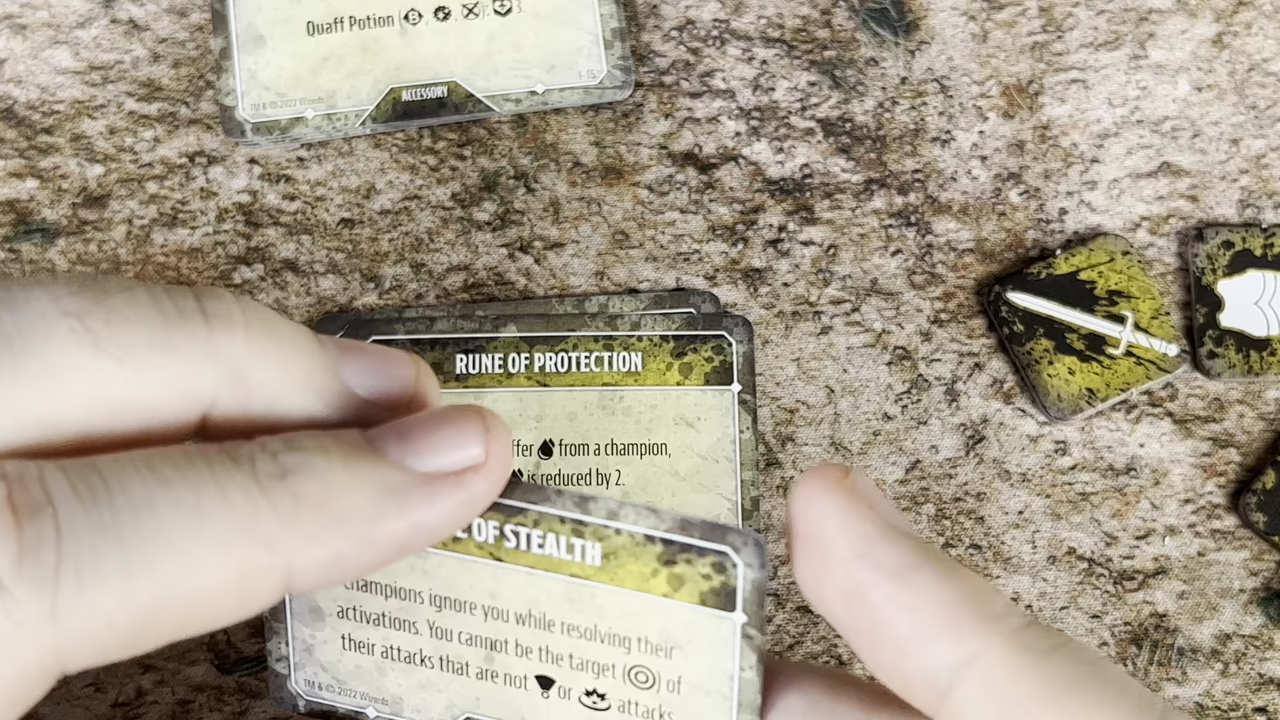 Quaff Potion ( , , ): 3
TM & © 2022 Wizards
ACCESSORY
RUNE OF PROTECTION
from a champion,
is reduced by 2.
OF STEALTH
champions ignore you while resolving their
activations. You cannot be the target ( ) of
their attacks that are not or attacks
TM & © 2022 Wizards